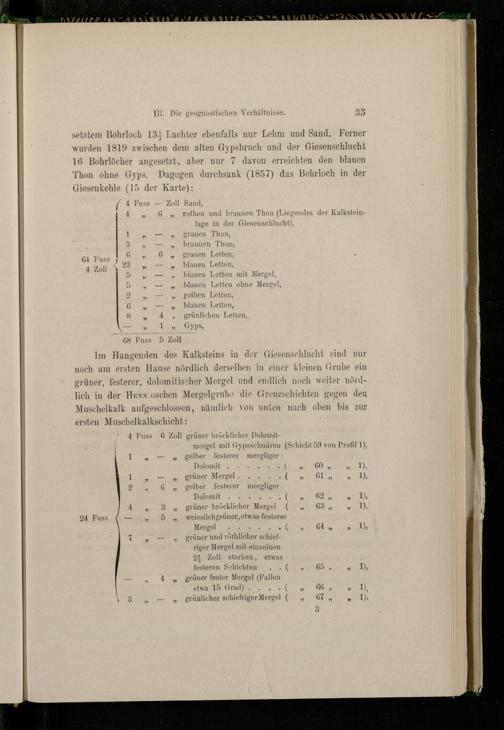 III. Die geognostischen Verhältnisse. 33
setztem Bohrloch 13½ Lachter ebenfalls nur Lehm und Sand. Ferner
wurden 1819 zwischen dem alten Gypsbruch und der Giesenschlucht
16 Bohrlöcher angesetzt, aber nur 7 davon erreichten den blauen
Thon ohne Gyps. Dagegen durchsank (1857) das Bohrloch in der
Giesenkehle (15 der Karte):
4 Fuss — Zoll Sand,
4 „ 6 „ rothen und braunen Thon (Liegendes der Kalkstein-
lage in der Giesenschlucht),
1 „ — „ grauen Thon,
3 „ — „ braunen Thon,
64 Fuss 4 Zoll
6 „ 6 „ grauen Letten,
23 „ — „ blauen Letten,
5 „ — „ blauen Letten mit Mergel,
5 „ — „ blauen Letten ohne Mergel,
2 „ — „ rothen Letten,
6 „ — „ blauen Letten,
8 „ 4 „ grünlichen Letten,
— „ 1 „ Gyps,
68 Fuss 5 Zoll
Im Hangenden des Kalksteins in der Giesenschlucht sind nur
noch am ersten Hause nördlich derselben in einer kleinen Grube ein
grüner, festerer, dolomitischer Mergel und endlich noch weiter nörd-
lich in der schen Mergelgrube die Grenzschichten gegen den
Muschelkalk aufgeschlossen, nämlich von unten nach oben bis zur
ersten Muschelkalkschicht:
4 Fuss 6 Zoll grüner bröcklicher Dolomit-
mergel mit Gypsschnüren (Schicht 59 von Profil 1),
1 „ — „ gelber festerer mergliger
Dolomit . . . . . . ( „ 60 „ „ 1),
1 „ — „ grüner Mergel . . . . . ( „ 61 „ „ 1),
2 „ 6 „ gelber festerer mergliger
Dolomit . . . . . . ( „ 62 „ „ 1),
4 „ 3 „ grüner bröcklicher Mergel ( „ 63 „ „ 1),
24 Fuss
— „ 5 „ weisslichgrüner, etwas festerer
Mergel . . . . . . ( „ 64 „ „ 1),
7 „ — „ grüner und röthlicher schief-
riger Mergel mit einzelnen
2½ Zoll starken, etwas
festeren Schichten . . ( „ 65 „ „ 1),
— „ 4 „ grüner fester Mergel (Fallen
etwa 15 Grad) . . . . ( „ 66 „ „ 1),
3 „ — „ grünlicher schiefriger Mergel ( „ 67 „ „ 1).
3